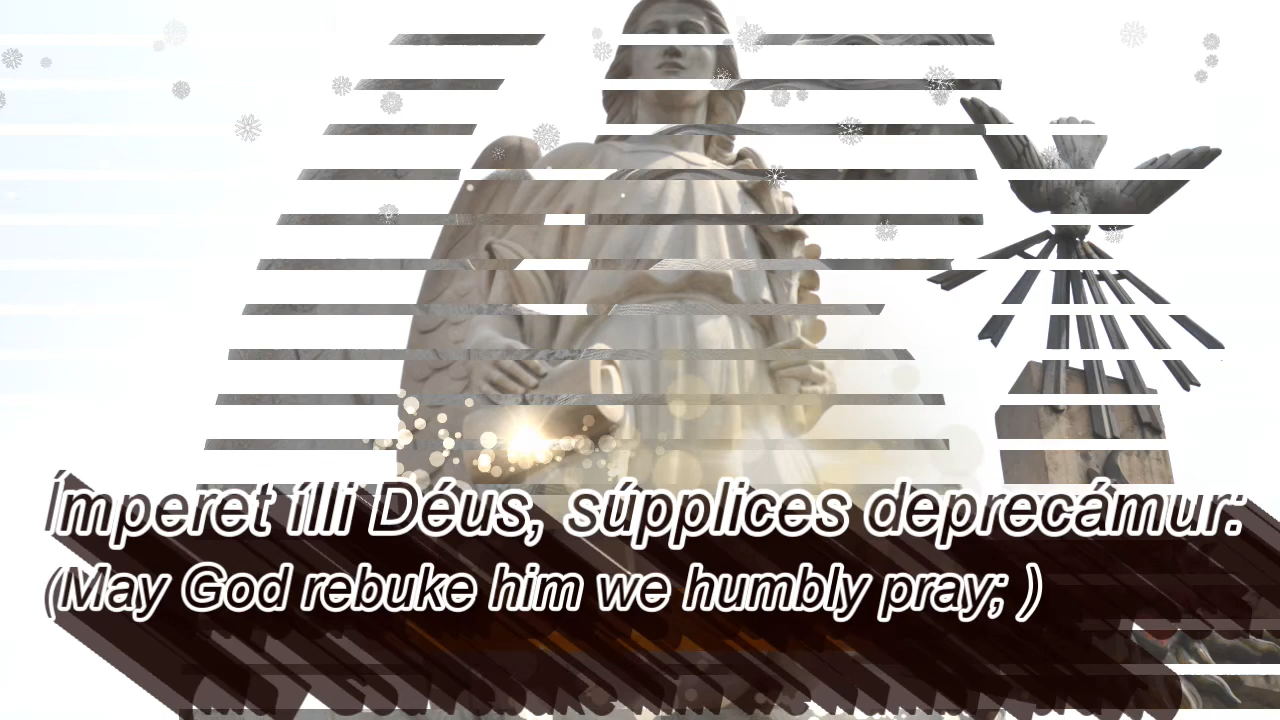 Ímperet ílli Déus, súpplices deprecámur:
(May God rebuke him we humbly pray; )